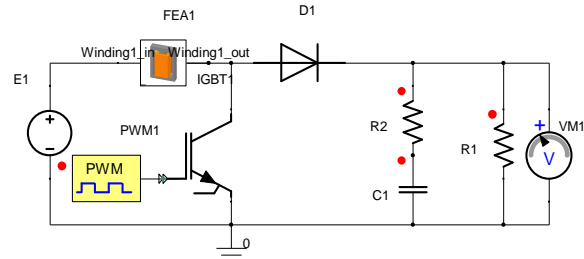 FEA1
D1
Winding1_in
Winding1_out
E1
IGBT1
PWM1
R2
R1
VM1
+
PWM
V
C1
0